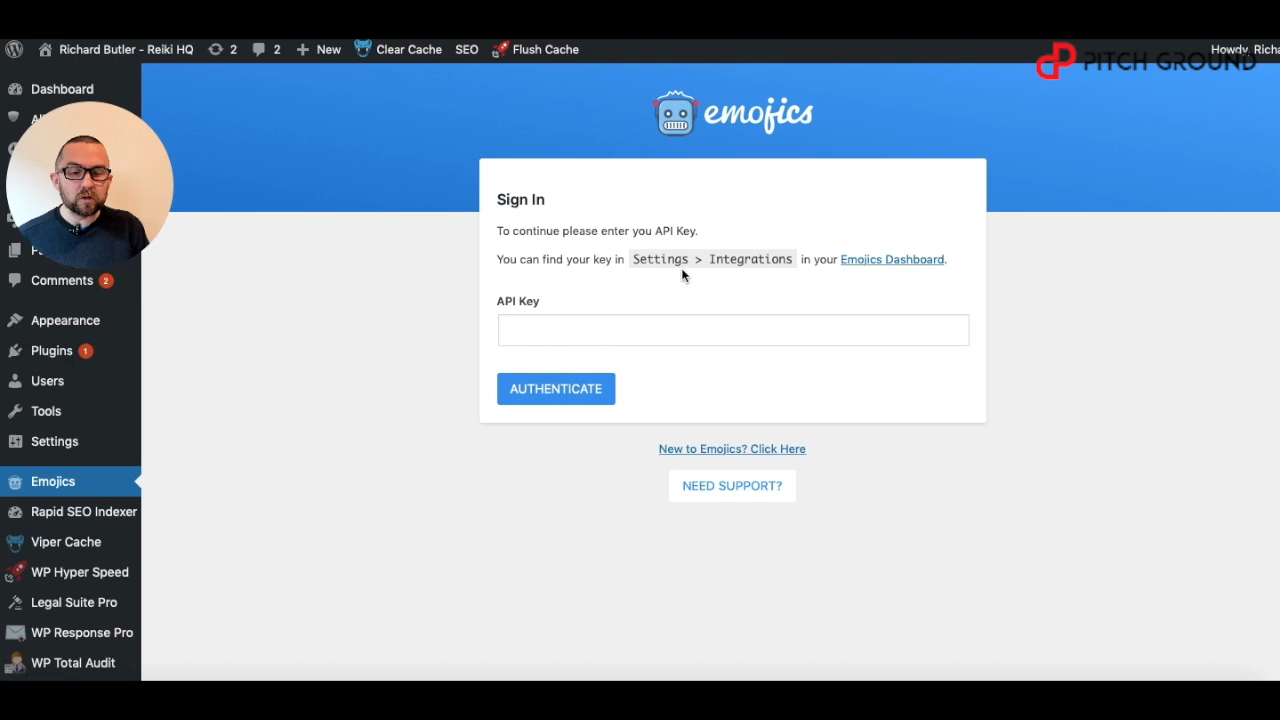 Richard Butler - Reiki HQ 2 2 New Clear Cache SEO Flush Cache Howdy, Richa
PITCH GROUND
Dashboard
Comments 2
Appearance
Plugins 1
Users
Tools
Settings
Emojics
Rapid SEO Indexer
Viper Cache
WP Hyper Speed
Legal Suite Pro
WP Response Pro
WP Total Audit
emojics
Sign In
To continue please enter you API Key.
You can find your key in Settings > Integrations in your Emojics Dashboard.
API Key
AUTHENTICATE
New to Emojics? Click Here
NEED SUPPORT?